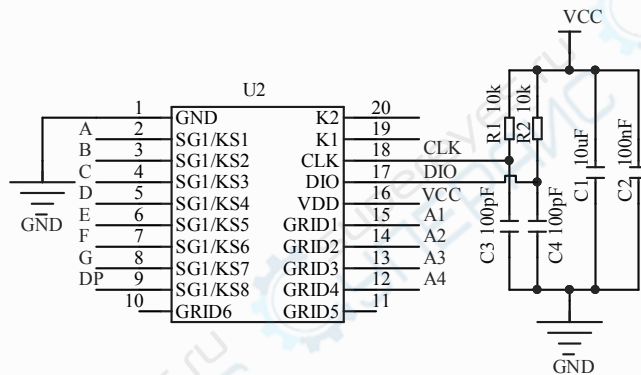 VCC
U2
1 GND K2 20
A 2 SG1/KS1 K1 19
B 3 SG1/KS2 CLK 18 CLK
C 4 SG1/KS3 DIO 17 DIO
D 5 SG1/KS4 VDD 16 VCC
E 6 SG1/KS5 GRID1 15 A1
F 7 SG1/KS6 GRID2 14 A2
G 8 SG1/KS7 GRID3 13 A3
DP 9 SG1/KS8 GRID4 12 A4
10 GRID6 GRID5 11
GND
R1 10k
R2 10k
C3 100pF
C4 100pF
C1 10uF
C2 100nF
GND